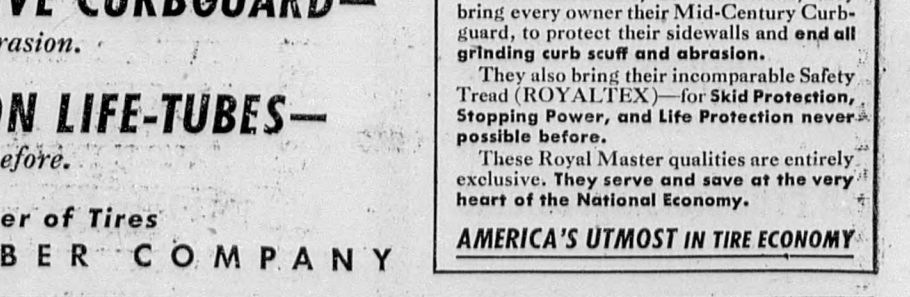 VE CURBGUARD—
rasion.
ON LIFE-TUBES—
efore.
er of Tires
BER COMPANY
bring every owner their Mid-Century Curb-
guard, to protect their sidewalls and end all
grinding curb scuff and abrasion.
They also bring their incomparable Safety
Tread (ROYALTEX)—for Skid Protection,
Stopping Power, and Life Protection never
possible before.
These Royal Master qualities are entirely
exclusive. They serve and save at the very
heart of the National Economy.
AMERICA'S UTMOST IN TIRE ECONOMY